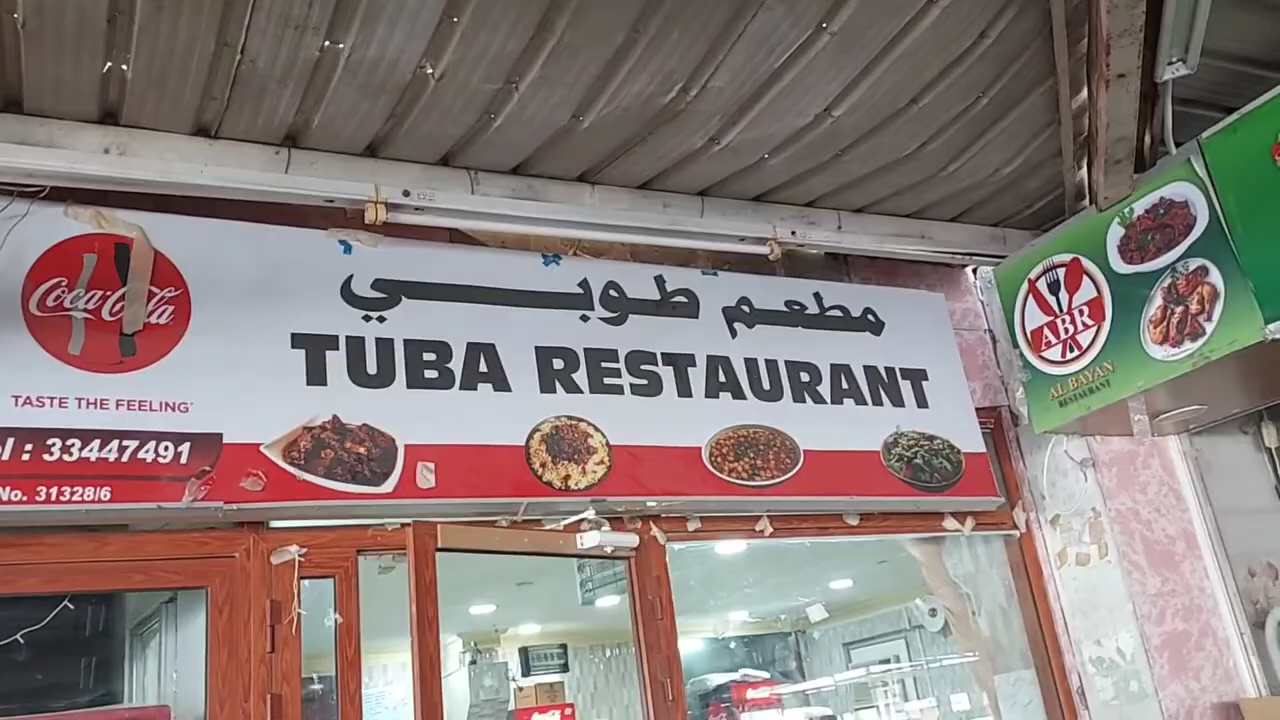 Coca-Cola
TASTE THE FEELING
مطعم طوبي
TUBA RESTAURANT
: 33447491
No. 31328/6
ABR
AL BAYAN
RESTAURANT